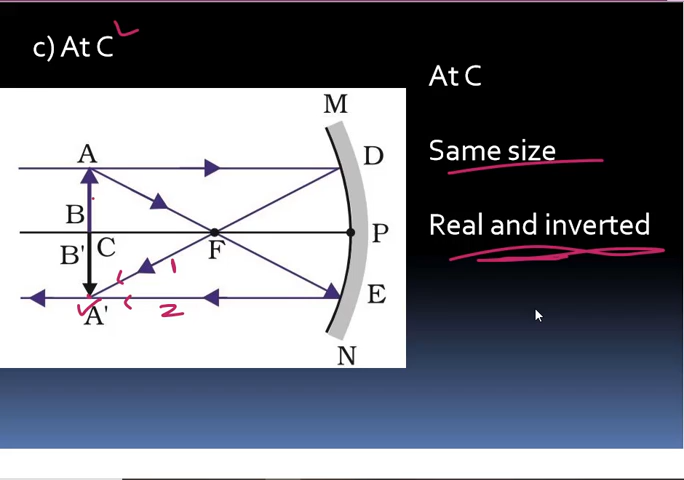 c) At C
At C
Same size
Real and inverted
M
A
D
B
B' C
F
P
1
2
A'
E
N